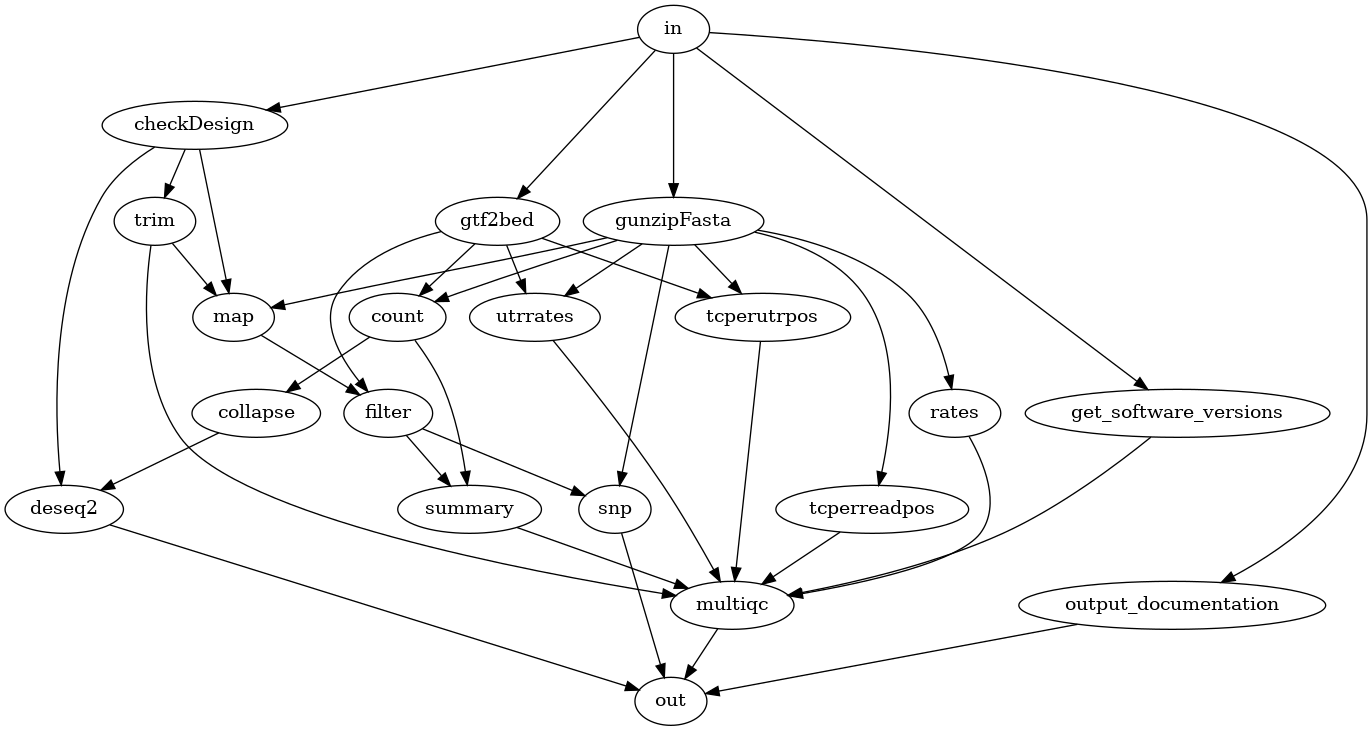 in
checkDesign
trim
gtf2bed
gunzipFasta
map
count
utrrates
tcperutrpos
collapse
filter
rates
get_software_versions
deseq2
summary
snp
tcperreadpos
multiqc
output_documentation
out